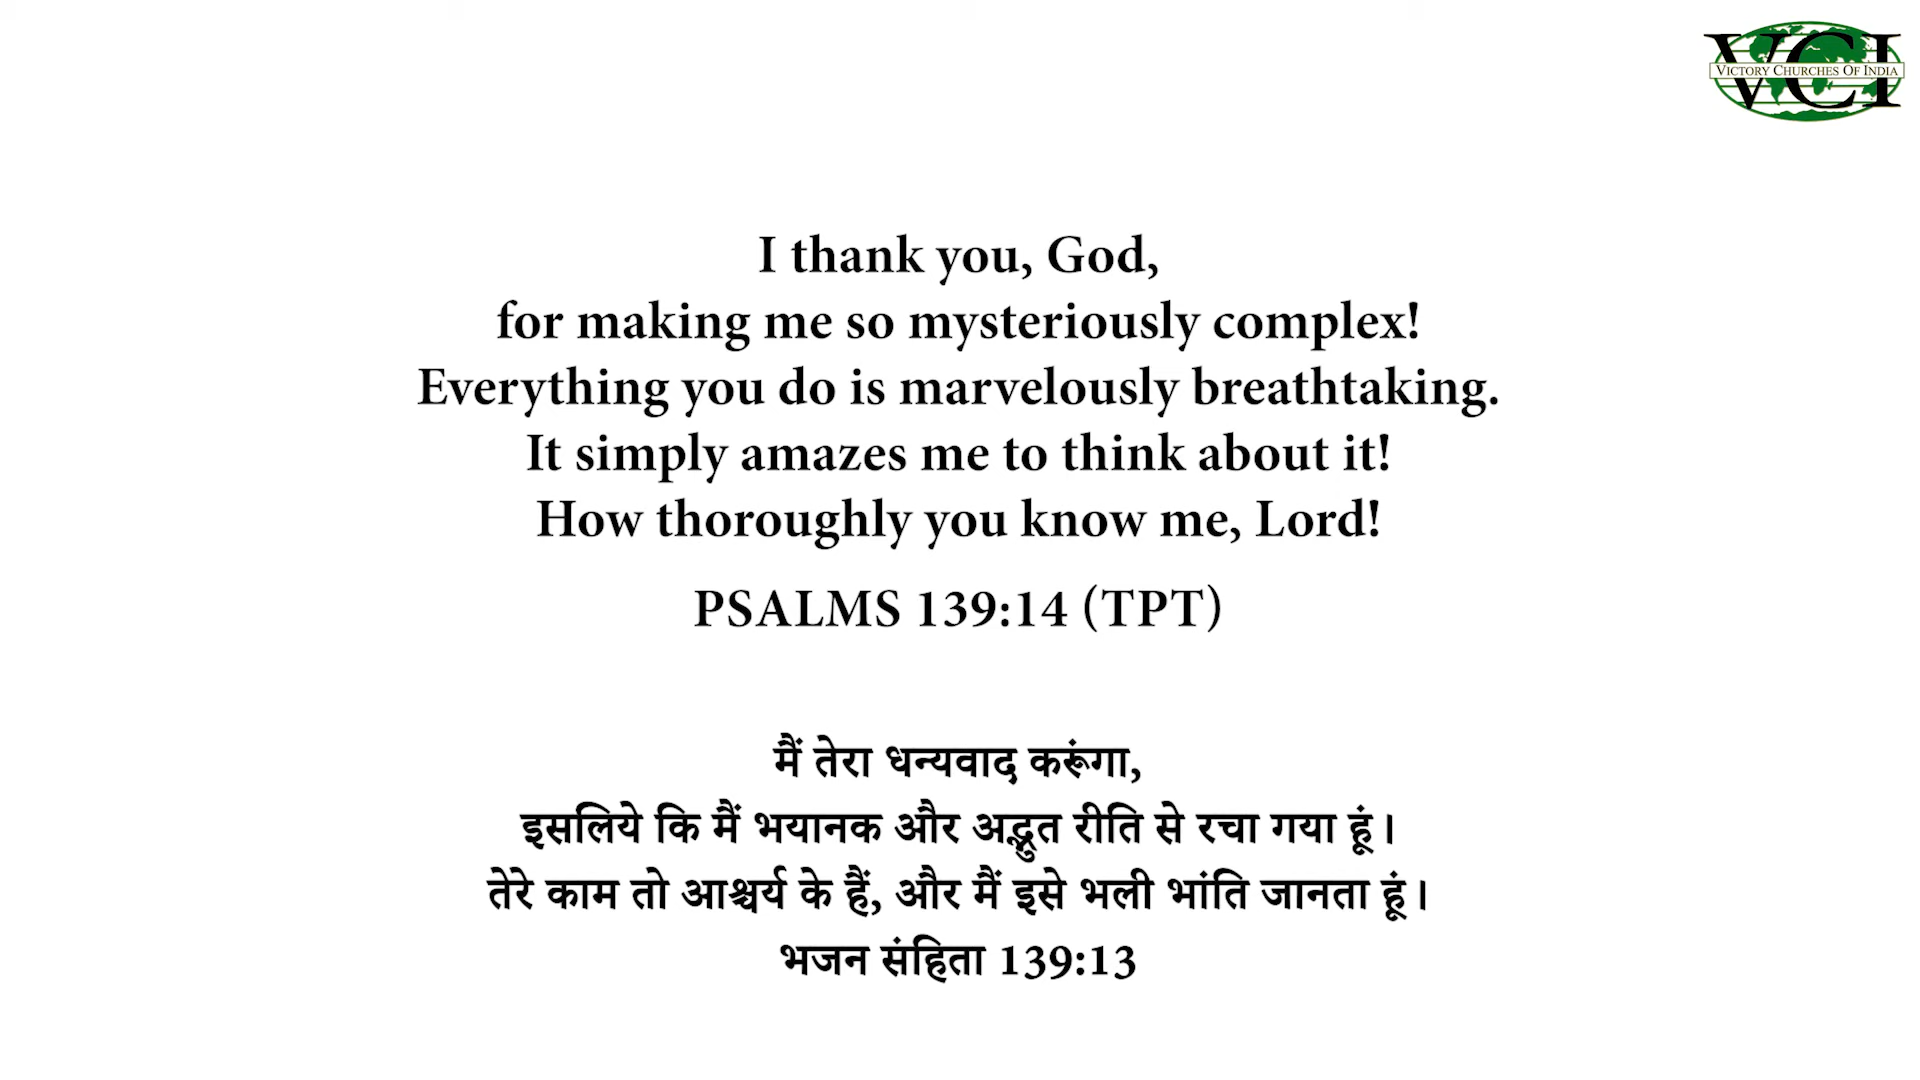 VCI
VICTORY CHURCHES OF INDIA
I thank you, God,
for making me so mysteriously complex!
Everything you do is marvelously breathtaking.
It simply amazes me to think about it!
How thoroughly you know me, Lord!
PSALMS 139:14 (TPT)
मैं तेरा धन्यवाद करूंगा,
इसलिये कि मैं भयानक और अद्भुत रीति से रचा गया हूं।
तेरे काम तो आश्चर्य के हैं, और मैं इसे भली भांति जानता हूं।
भजन संहिता 139:13